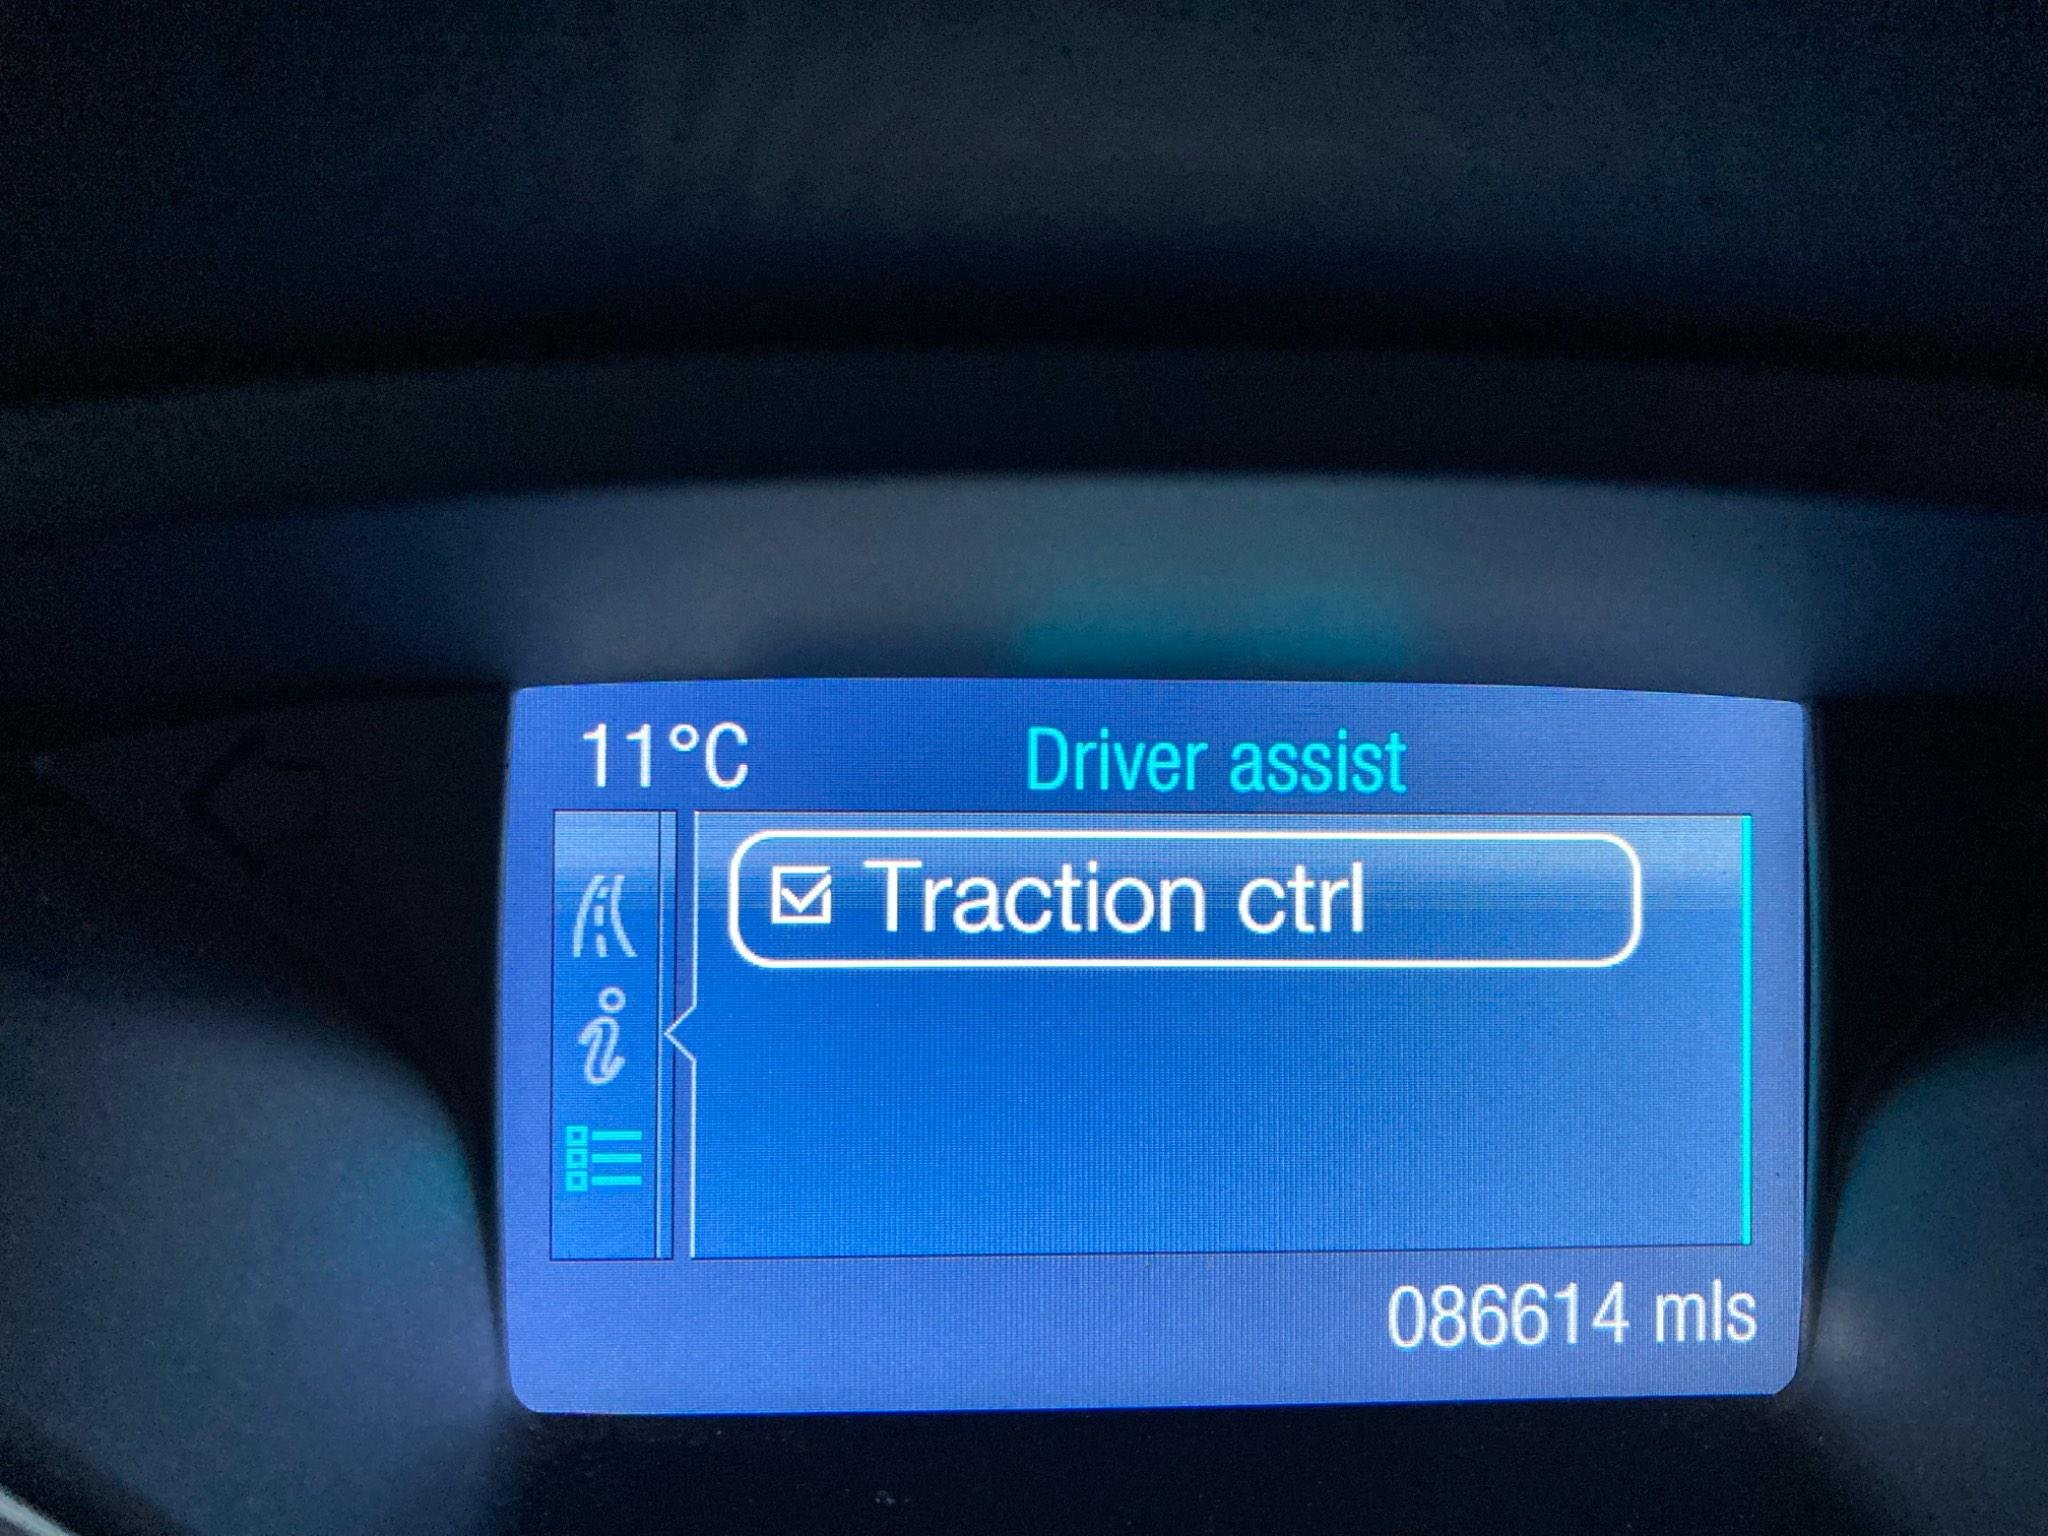 11°C Driver assist
Traction ctrl
086614 mls